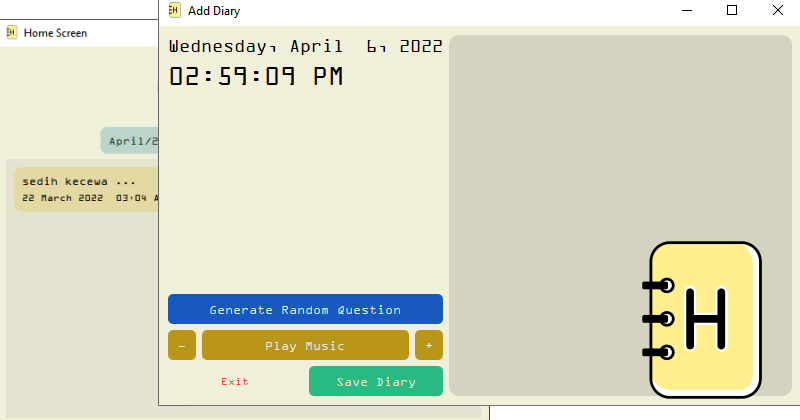 Add Diary
Home Screen
Wednesday, April 6, 2022
02:59:09 PM
April/2
sedih kecewa ...
22 March 2022 03:04 A
Generate Random Question
-
Play Music
+
Exit
Save Diary
H